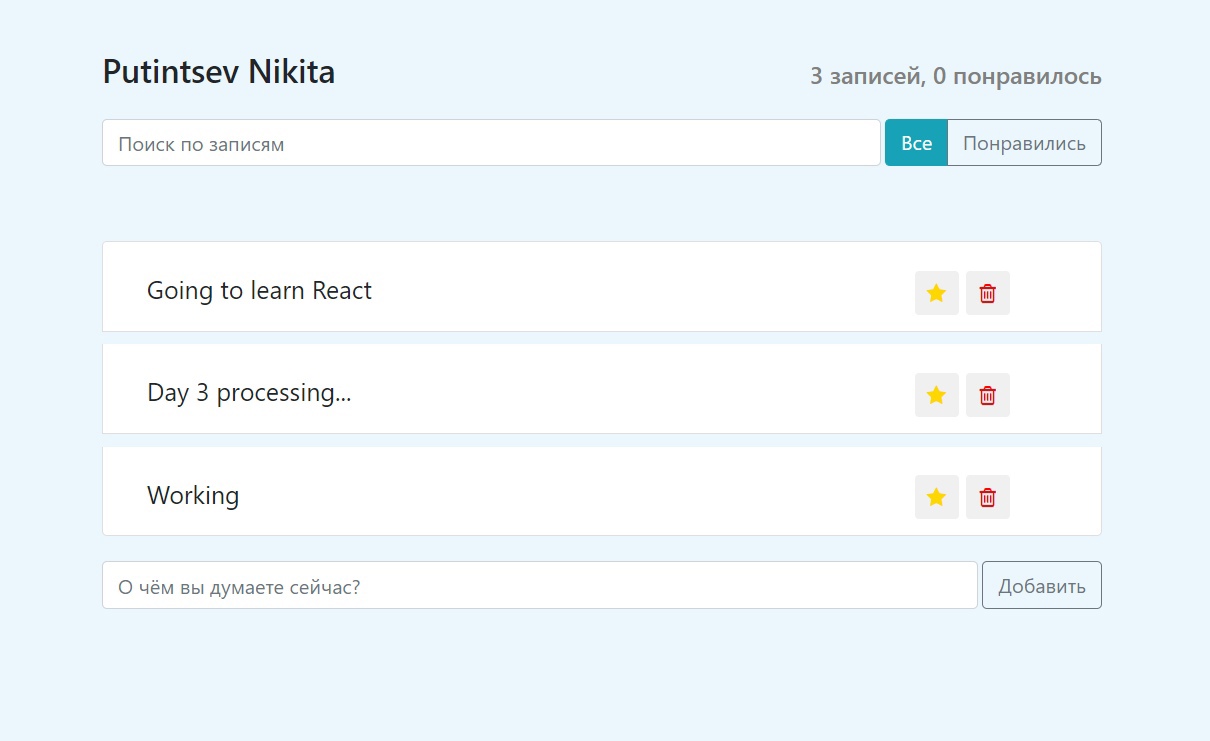 Putintsev Nikita
3 записей, 0 понравилось
Поиск по записям
Все
Понравились
Going to learn React
Day 3 processing...
Working
О чём вы думаете сейчас?
Добавить